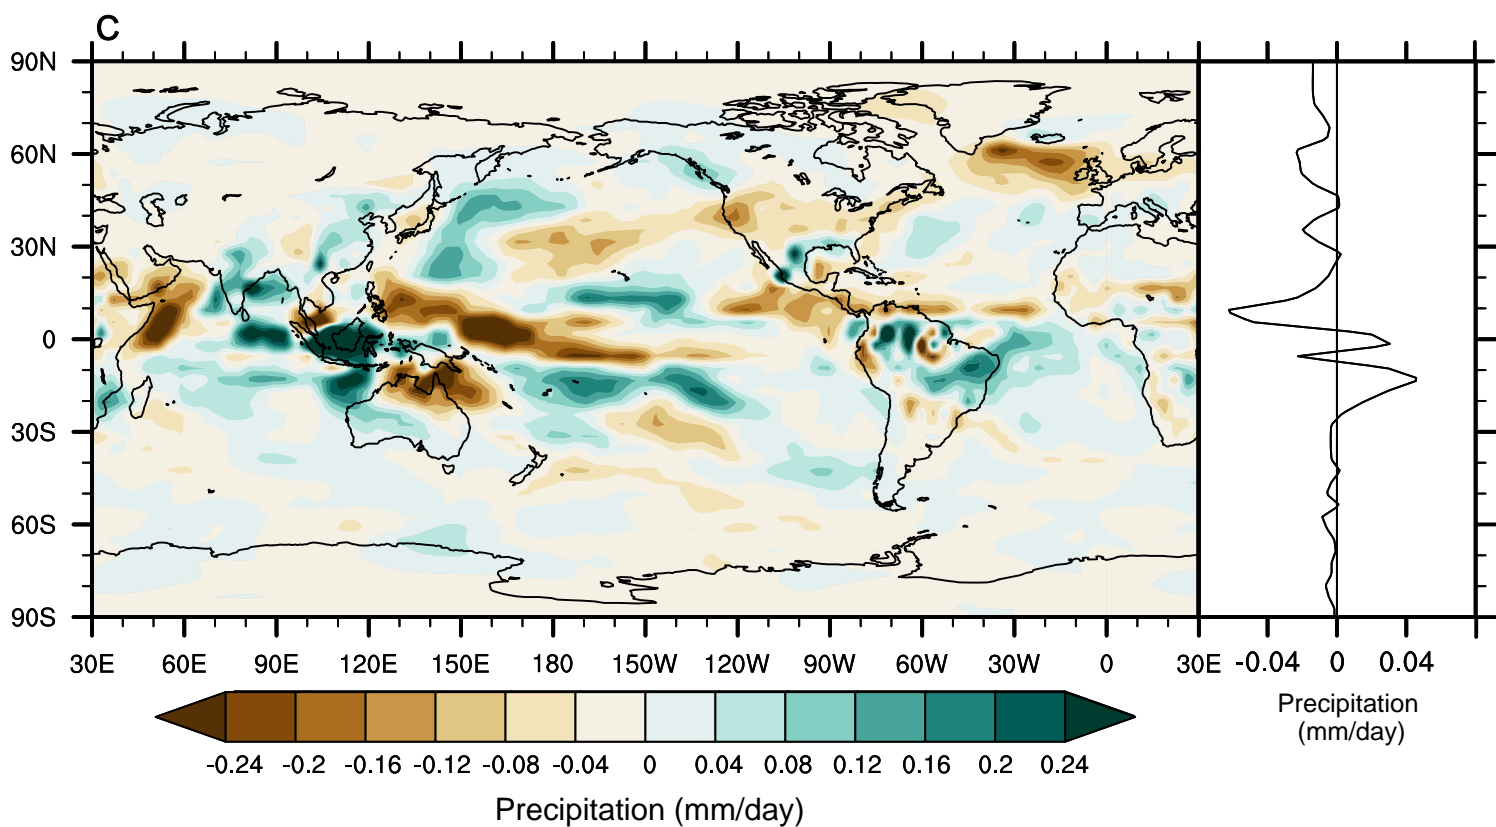 c
90N
60N
30N
0
30S
60S
90S
30E 60E 90E 120E 150E 180 150W 120W 90W 60W 30W 0 30E
-0.04 0 0.04
Precipitation
(mm/day)
-0.24 -0.2 -0.16 -0.12 -0.08 -0.04 0 0.04 0.08 0.12 0.16 0.2 0.24
Precipitation (mm/day)